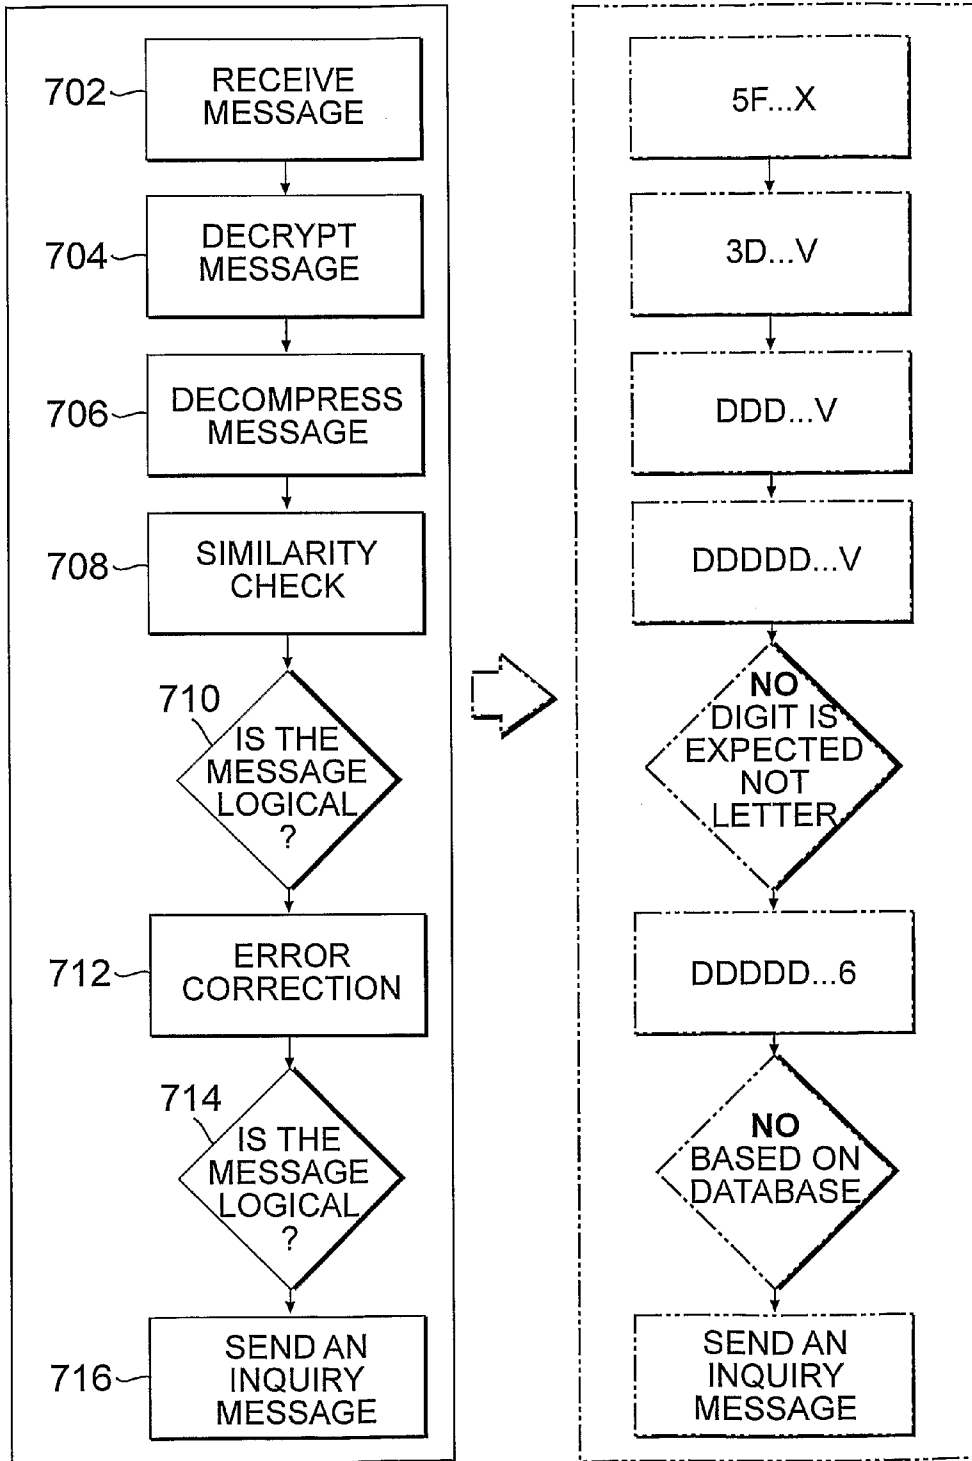 702
RECEIVE
MESSAGE
704
DECRYPT
MESSAGE
706
DECOMPRESS
MESSAGE
708
SIMILARITY
CHECK
710
IS THE
MESSAGE
LOGICAL
?
712
ERROR
CORRECTION
714
IS THE
MESSAGE
LOGICAL
?
716
SEND AN
INQUIRY
MESSAGE
5F...X
3D...V
DDD...V
DDDDD...V
NO
DIGIT IS
EXPECTED
NOT
LETTER
DDDDD...6
NO
BASED ON
DATABASE
SEND AN
INQUIRY
MESSAGE